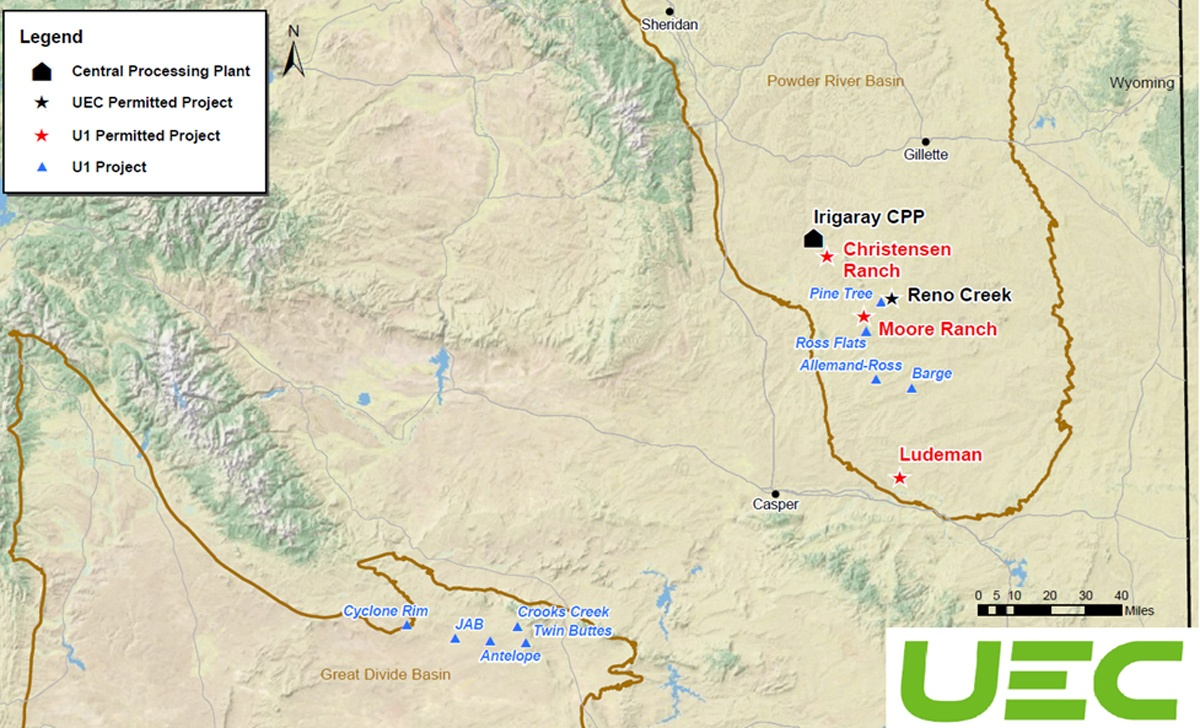 Legend
Central Processing Plant
UEC Permitted Project
U1 Permitted Project
U1 Project
N
Sheridan
Powder River Basin
Wyoming
Gillette
Irigaray CPP
Christensen
Ranch
Pine Tree
Reno Creek
Moore Ranch
Ross Flats
Allemand-Ross
Barge
Ludeman
Casper
Cyclone Rim
JAB
Crooks Creek
Twin Buttes
Antelope
Great Divide Basin
0 5 10 20 30 40
Miles
UEC